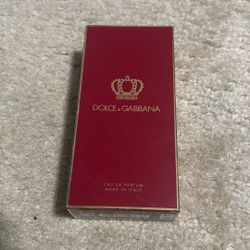 DOLCE & GABBANA
EAU DE PARFUM
MADE IN ITALY